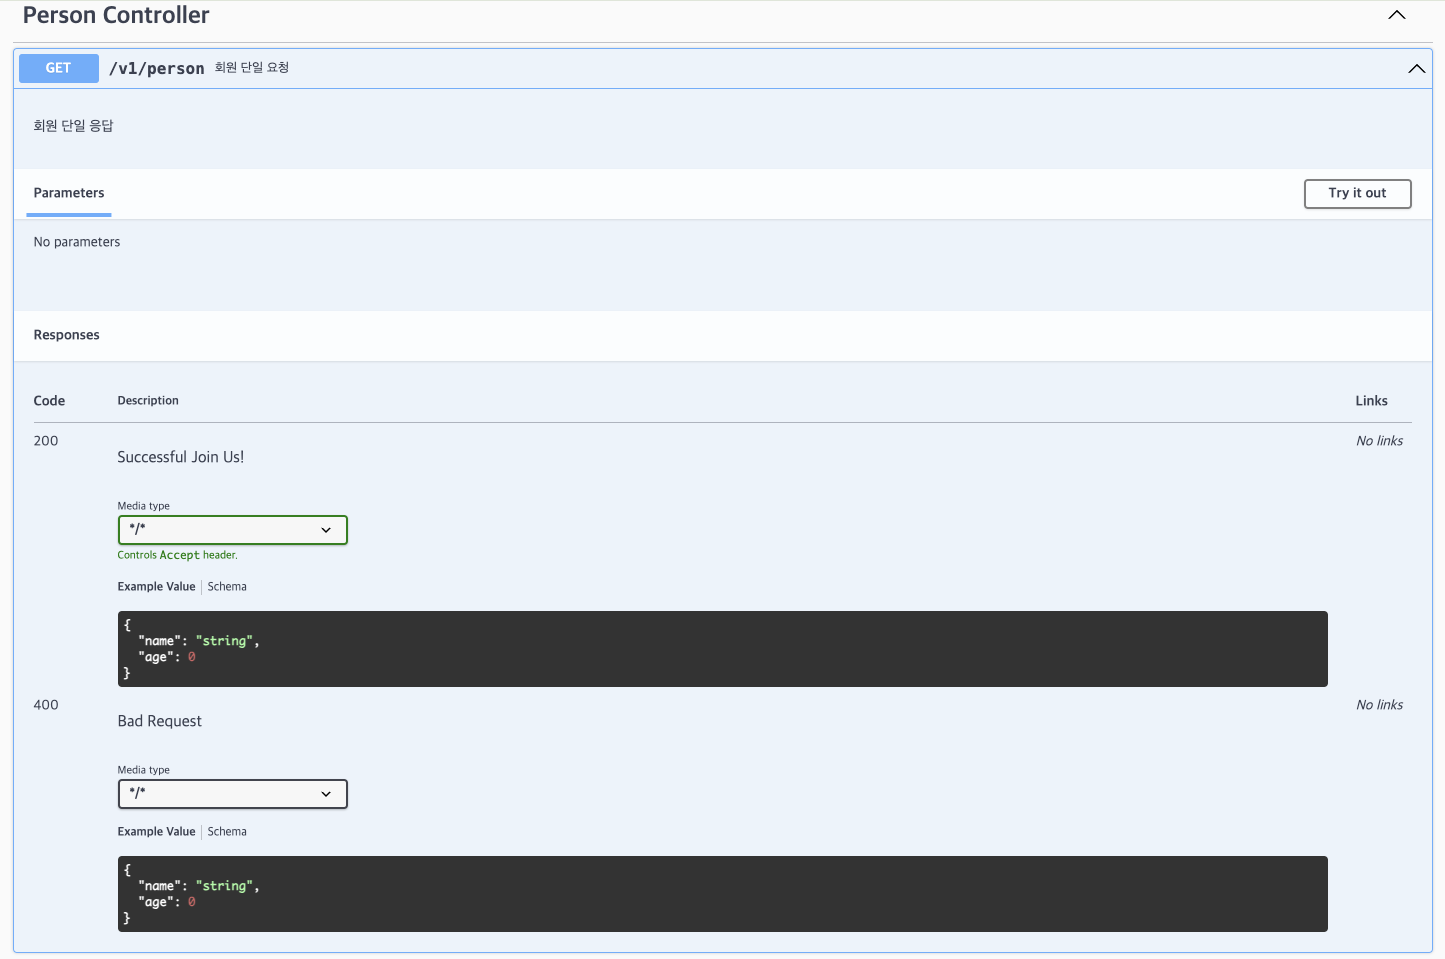 Person Controller
GET /v1/person 회원 단일 요청
회원 단일 응답
Parameters
Try it out
No parameters
Responses
Code Description Links
200 No links
Successful Join Us!
Media type
*/*
Controls Accept header.
Example Value Schema
{
"name": "string",
"age": 0
}
400 No links
Bad Request
Media type
*/*
Example Value Schema
{
"name": "string",
"age": 0
}